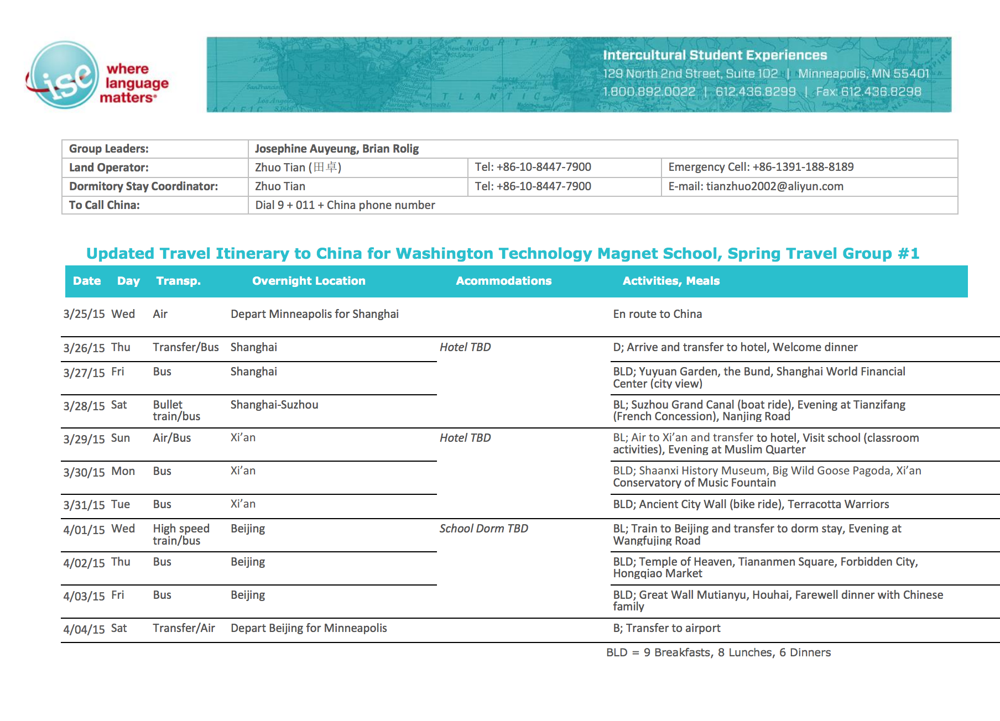 ise where
language
matters®
Intercultural Student Experiences
129 North 2nd Street, Suite 102 | Minneapolis, MN 55401
1.800.892.0022 | 612.436.8299 | Fax: 612.436.8298
Group Leaders: Josephine Auyeung, Brian Rolig
Land Operator: Zhuo Tian (田卓) Tel: +86-10-8447-7900 Emergency Cell: +86-1391-188-8189
Dormitory Stay Coordinator: Zhuo Tian Tel: +86-10-8447-7900 E-mail: tianzhuo2002@aliyun.com
To Call China: Dial 9 + 011 + China phone number
Updated Travel Itinerary to China for Washington Technology Magnet School, Spring Travel Group #1
Date Day Transp. Overnight Location Acommodations Activities, Meals
3/25/15 Wed Air Depart Minneapolis for Shanghai En route to China
3/26/15 Thu Transfer/Bus Shanghai Hotel TBD D; Arrive and transfer to hotel, Welcome dinner
3/27/15 Fri Bus Shanghai BLD; Yuyuan Garden, the Bund, Shanghai World Financial
Center (city view)
3/28/15 Sat Bullet Shanghai-Suzhou BL; Suzhou Grand Canal (boat ride), Evening at Tianzifang
train/bus (French Concession), Nanjing Road
3/29/15 Sun Air/Bus Xi’an Hotel TBD BL; Air to Xi’an and transfer to hotel, Visit school (classroom
activities), Evening at Muslim Quarter
3/30/15 Mon Bus Xi’an BLD; Shaanxi History Museum, Big Wild Goose Pagoda, Xi’an
Conservatory of Music Fountain
3/31/15 Tue Bus Xi’an BLD; Ancient City Wall (bike ride), Terracotta Warriors
4/01/15 Wed High speed Beijing School Dorm TBD BL; Train to Beijing and transfer to dorm stay, Evening at
train/bus Wangfujing Road
4/02/15 Thu Bus Beijing BLD; Temple of Heaven, Tiananmen Square, Forbidden City,
Hongqiao Market
4/03/15 Fri Bus Beijing BLD; Great Wall Mutianyu, Houhai, Farewell dinner with Chinese
family
4/04/15 Sat Transfer/Air Depart Beijing for Minneapolis B; Transfer to airport
BLD = 9 Breakfasts, 8 Lunches, 6 Dinners